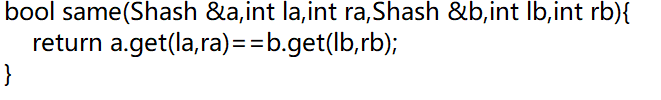 bool same(Shash &a,int la,int ra,Shash &b,int lb,int rb){
    return a.get(la,ra)==b.get(lb,rb);
}